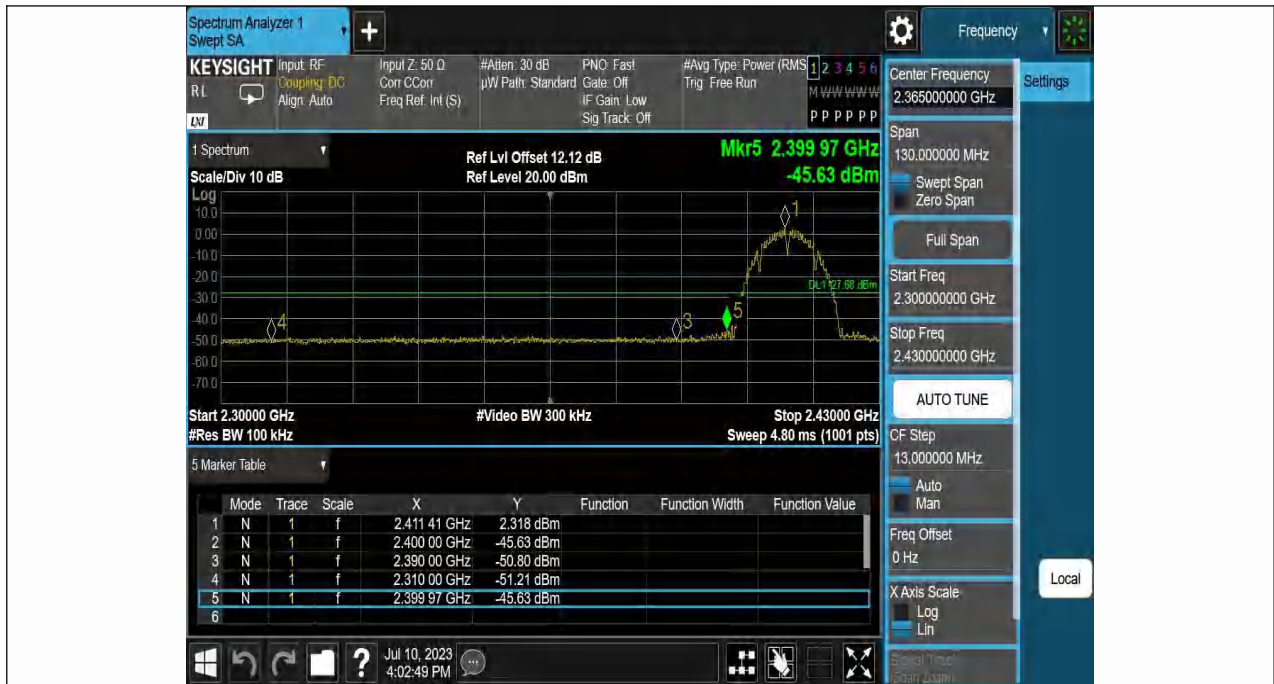 Spectrum Analyzer 1
Swept SA
+
Frequency
KEYSIGHT
RL
LXI
Input: RF
Coupling: DC
Align: Auto
Input Z: 50 Ω
Corr CCorr
Freq Ref: Int (S)
#Atten: 30 dB
µW Path: Standard
PNO: Fast
Gate: Off
IF Gain: Low
Sig Track: Off
#Avg Type: Power (RMS
Trig: Free Run
1 2 3 4 5 6
M W W W W W
P P P P P P
1 Spectrum
Scale/Div 10 dB
Ref Lvl Offset 12.12 dB
Ref Level 20.00 dBm
Mkr5 2.399 97 GHz
-45.63 dBm
Log
10.0
0.00
-10.0
-20.0
-30.0
-40.0
-50.0
-60.0
-70.0
1
DL1 -27.68 dBm
5
3
4
Start 2.30000 GHz
#Video BW 300 kHz
Stop 2.43000 GHz
#Res BW 100 kHz
Sweep 4.80 ms (1001 pts)
5 Marker Table
Mode Trace Scale X Y Function Function Width Function Value
1 N 1 f 2.411 41 GHz 2.318 dBm
2 N 1 f 2.400 00 GHz -45.63 dBm
3 N 1 f 2.390 00 GHz -50.80 dBm
4 N 1 f 2.310 00 GHz -51.21 dBm
5 N 1 f 2.399 97 GHz -45.63 dBm
6
?
Jul 10, 2023
4:02:49 PM
Center Frequency
2.365000000 GHz
Settings
Span
130.000000 MHz
Swept Span
Zero Span
Full Span
Start Freq
2.300000000 GHz
Stop Freq
2.430000000 GHz
AUTO TUNE
CF Step
13.000000 MHz
Auto
Man
Freq Offset
0 Hz
X Axis Scale
Log
Lin
Local
Signal Track
(Span Zoom)